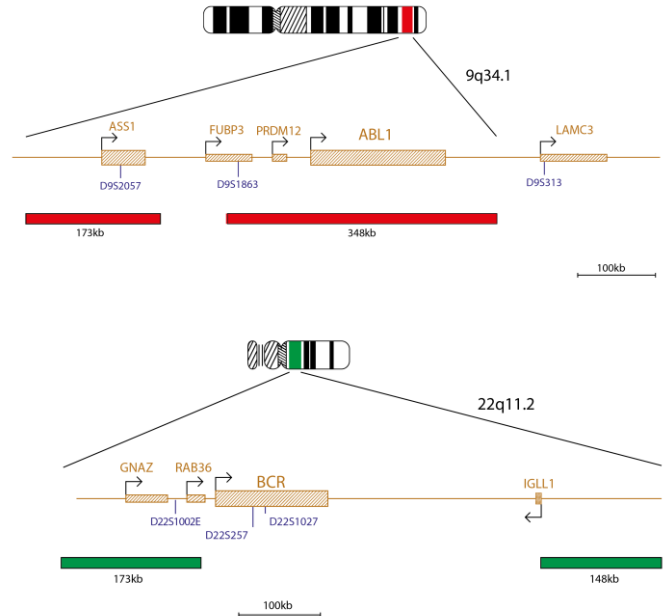 9q34.1
ASS1 FUBP3 PRDM12 ABL1 LAMC3
D9S2057 D9S1863 D9S313
173kb 348kb
100kb
22q11.2
GNAZ RAB36 BCR IGLL1
D22S1002E D22S257 D22S1027
173kb 148kb
100kb